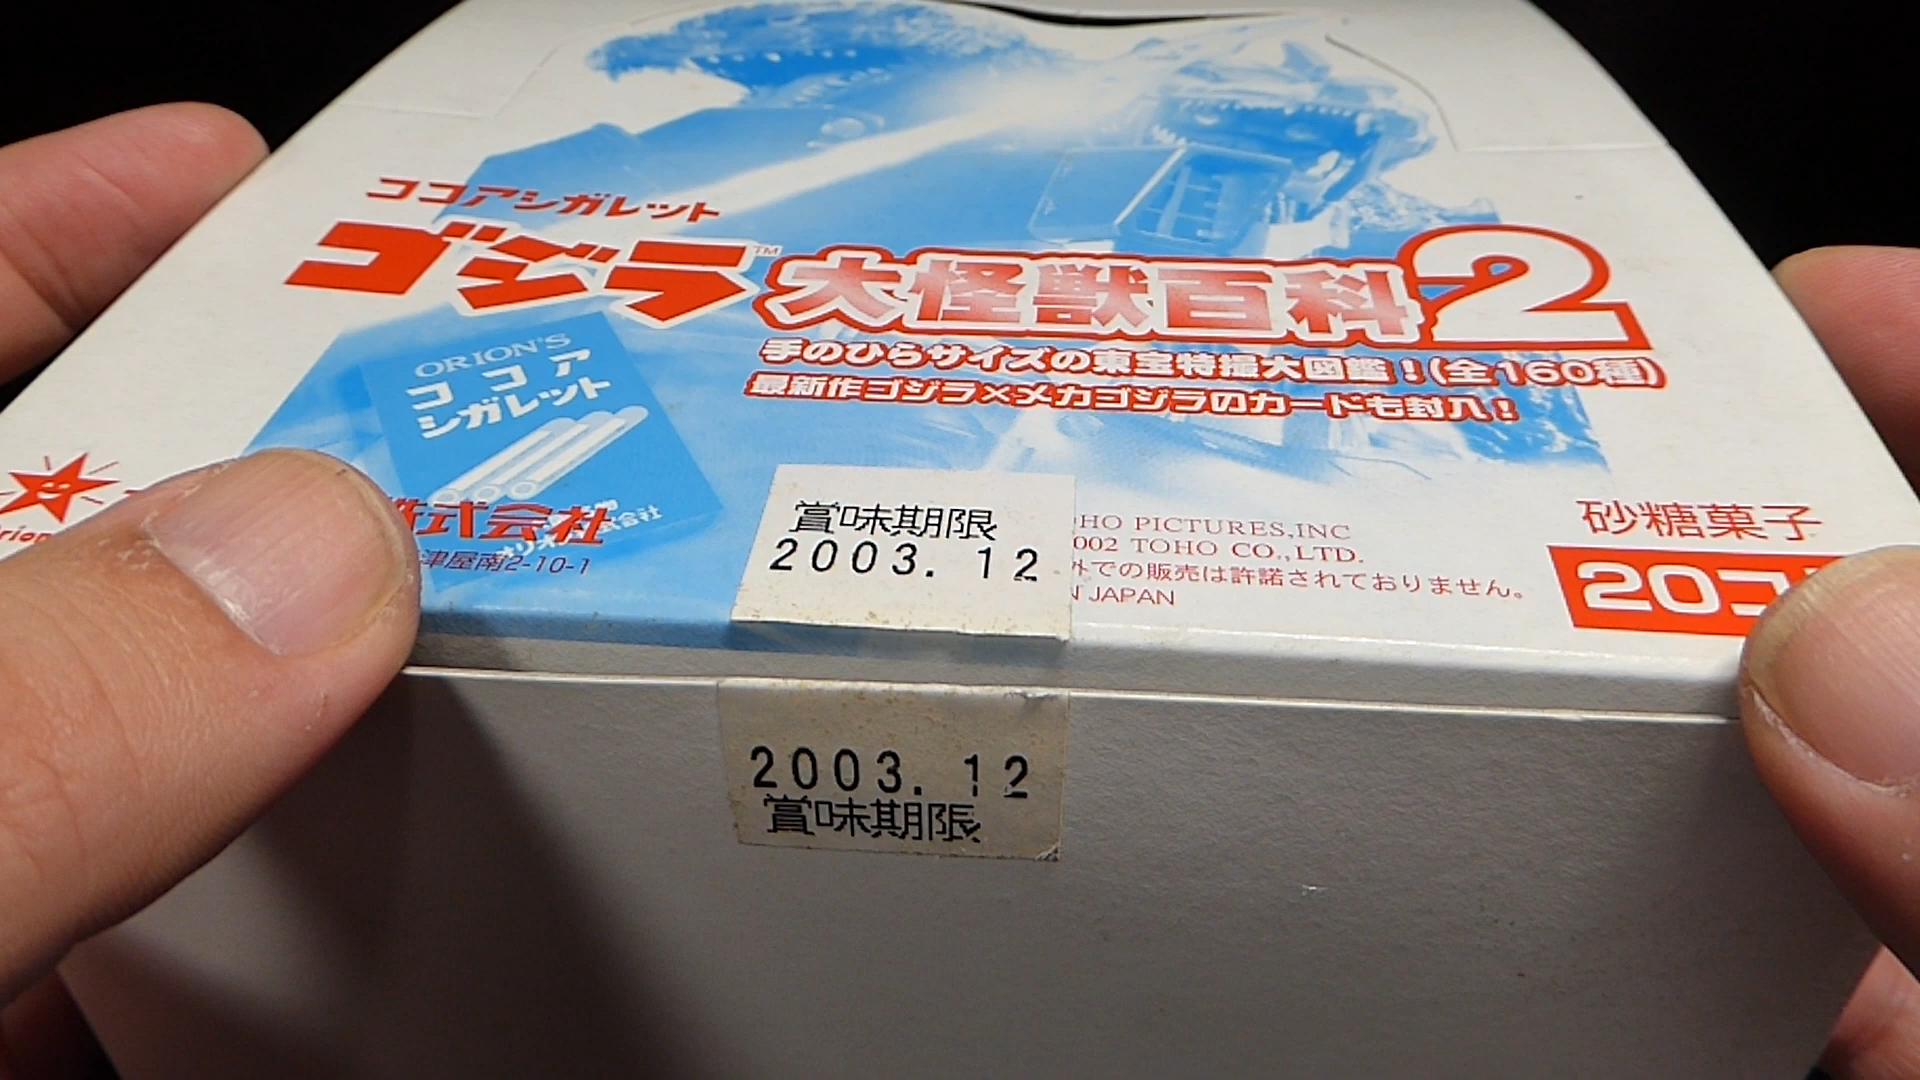 ココアシガレット
ゴジラ™大怪獣百科2
手のひらサイズの東宝特撮大図鑑!(全160種)
最新作ゴジラ×メカゴジラのカードも封入!
ORION'S
ココア
シガレット
株式会社
津屋南2-10-1
賞味期限
2003.12
HO PICTURES,INC
002 TOHO CO.,LTD.
外での販売は許諾されておりません。
N JAPAN
砂糖菓子
20コ
2003.12
賞味期限